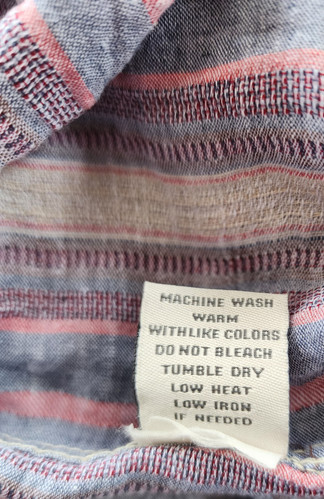 MACHINE WASH
WARM
WITH LIKE COLORS
DO NOT BLEACH
TUMBLE DRY
LOW HEAT
LOW IRON
IF NEEDED